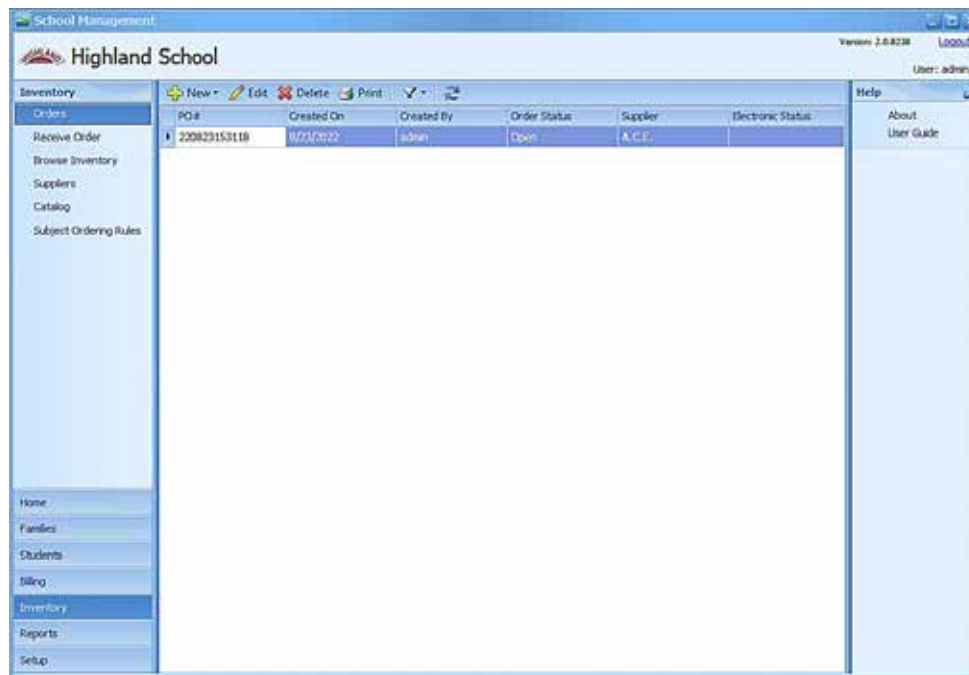 School Management
Highland School
Version: 2.0.8238 Logout
User: admin
Inventory
Orders
Receive Order
Browse Inventory
Suppliers
Catalog
Subject Ordering Rules
Home
Families
Students
Billing
Inventory
Reports
Setup
New Edit Delete Print
PO# Created On Created By Order Status Supplier Electronic Status
220823153118 8/23/2022 admin Open A.C.E.
Help
About
User Guide